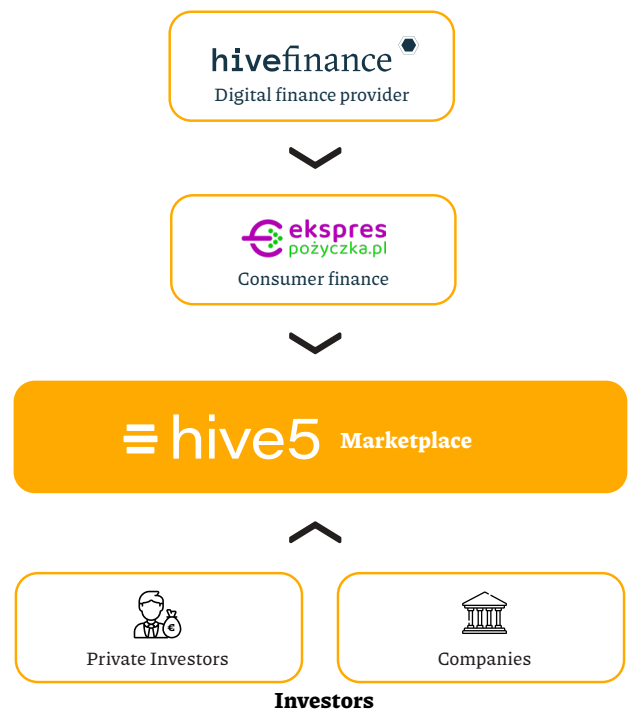 hivefinance
Digital finance provider
ekspres
pożyczka.pl
Consumer finance
hive5 Marketplace
€
Private Investors
Companies
Investors